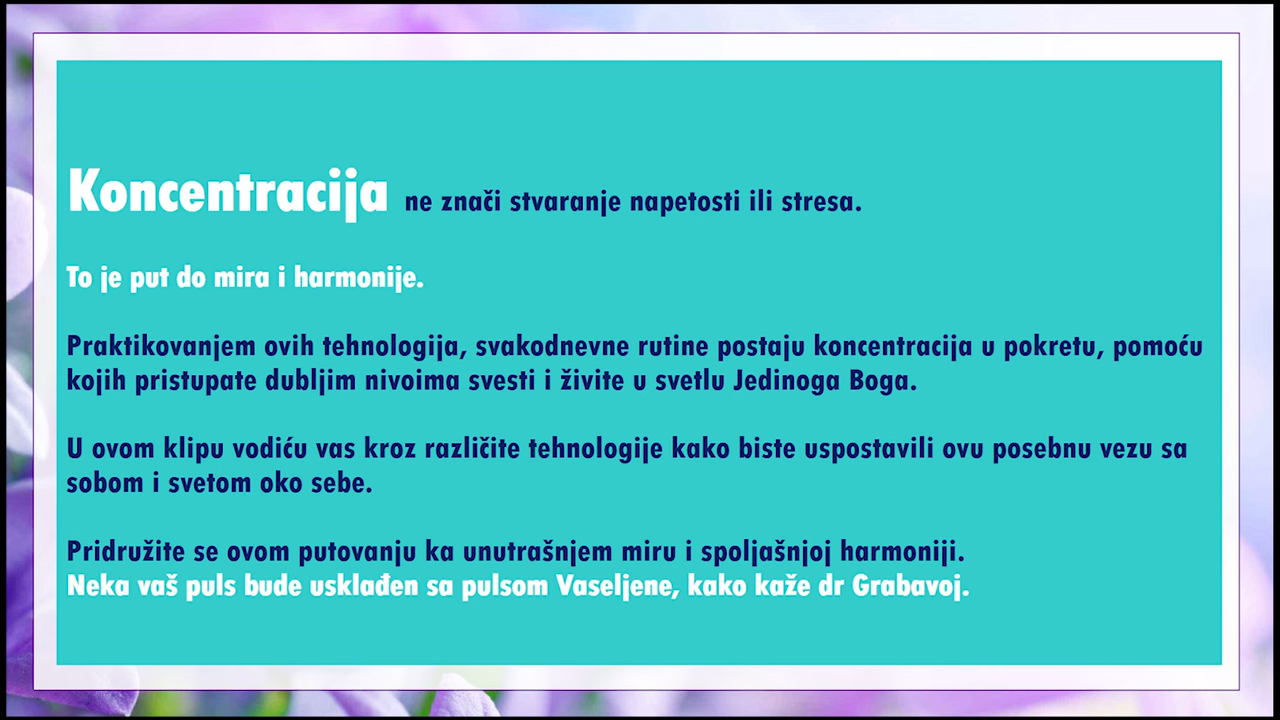 Koncentracija ne znači stvaranje napetosti ili stresa.
To je put do mira i harmonije.
Praktikovanjem ovih tehnologija, svakodnevne rutine postaju koncentracija u pokretu, pomoću
kojih pristupate dubljim nivoima svesti i živite u svetlu Jedinoga Boga.
U ovom klipu vodiću vas kroz različite tehnologije kako biste uspostavili ovu posebnu vezu sa
sobom i svetom oko sebe.
Pridružite se ovom putovanju ka unutrašnjem miru i spoljašnjoj harmoniji.
Neka vaš puls bude usklađen sa pulsom Vaseljene, kako kaže dr Grabavoj.